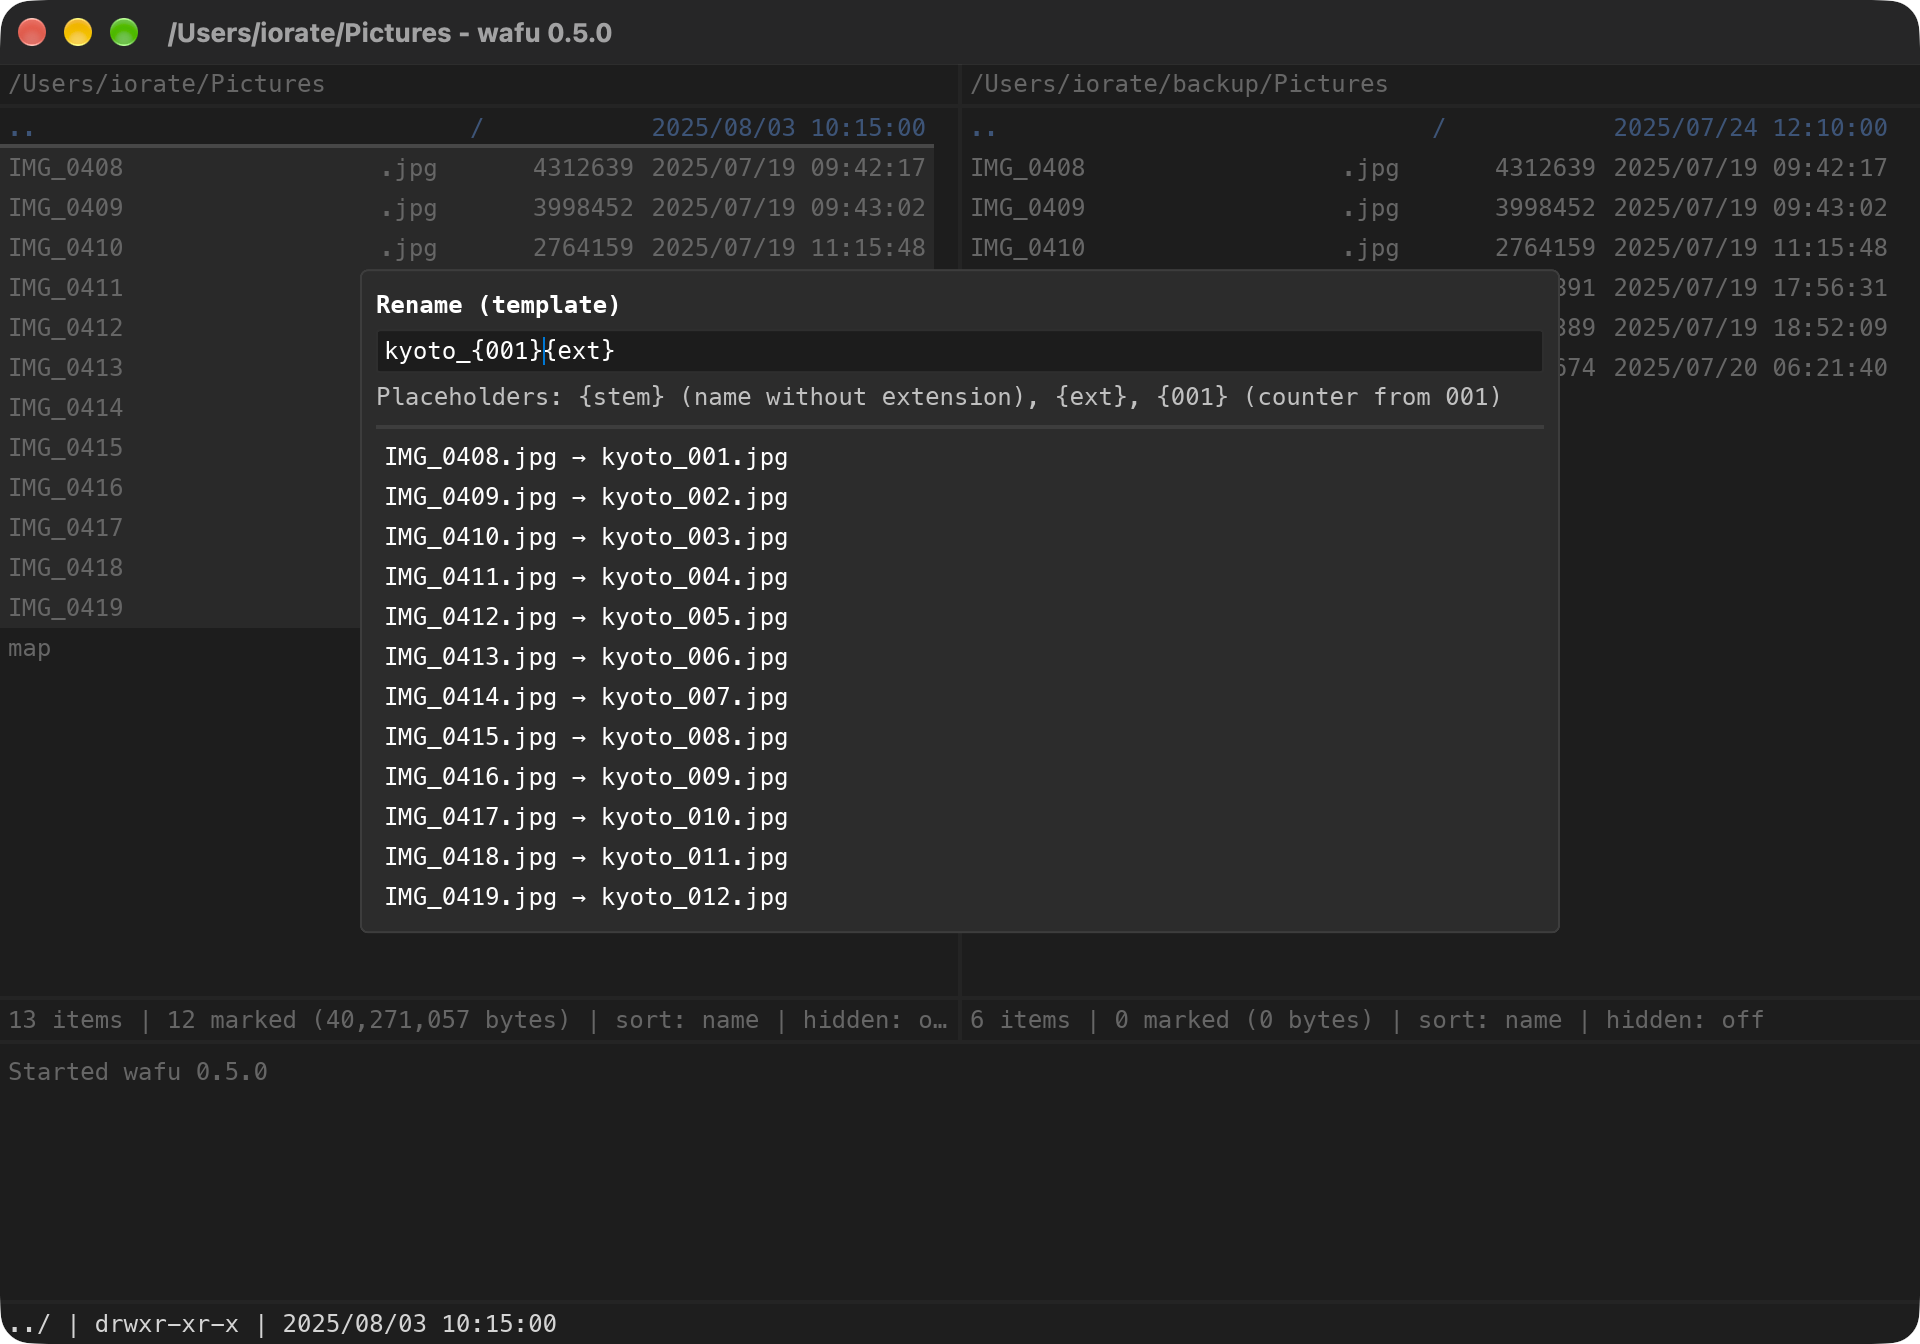 /Users/iorate/Pictures - wafu 0.5.0
/Users/iorate/Pictures
.. / 2025/08/03 10:15:00
IMG_0408 .jpg 4312639 2025/07/19 09:42:17
IMG_0409 .jpg 3998452 2025/07/19 09:43:02
IMG_0410 .jpg 2764159 2025/07/19 11:15:48
IMG_0411
IMG_0412
IMG_0413
IMG_0414
IMG_0415
IMG_0416
IMG_0417
IMG_0418
IMG_0419
map
13 items | 12 marked (40,271,057 bytes) | sort: name | hidden: o…
/Users/iorate/backup/Pictures
.. / 2025/07/24 12:10:00
IMG_0408 .jpg 4312639 2025/07/19 09:42:17
IMG_0409 .jpg 3998452 2025/07/19 09:43:02
IMG_0410 .jpg 2764159 2025/07/19 11:15:48
391 2025/07/19 17:56:31
389 2025/07/19 18:52:09
574 2025/07/20 06:21:40
6 items | 0 marked (0 bytes) | sort: name | hidden: off
Rename (template)
kyoto_{001}{ext}
Placeholders: {stem} (name without extension), {ext}, {001} (counter from 001)
IMG_0408.jpg → kyoto_001.jpg
IMG_0409.jpg → kyoto_002.jpg
IMG_0410.jpg → kyoto_003.jpg
IMG_0411.jpg → kyoto_004.jpg
IMG_0412.jpg → kyoto_005.jpg
IMG_0413.jpg → kyoto_006.jpg
IMG_0414.jpg → kyoto_007.jpg
IMG_0415.jpg → kyoto_008.jpg
IMG_0416.jpg → kyoto_009.jpg
IMG_0417.jpg → kyoto_010.jpg
IMG_0418.jpg → kyoto_011.jpg
IMG_0419.jpg → kyoto_012.jpg
Started wafu 0.5.0
../ | drwxr-xr-x | 2025/08/03 10:15:00